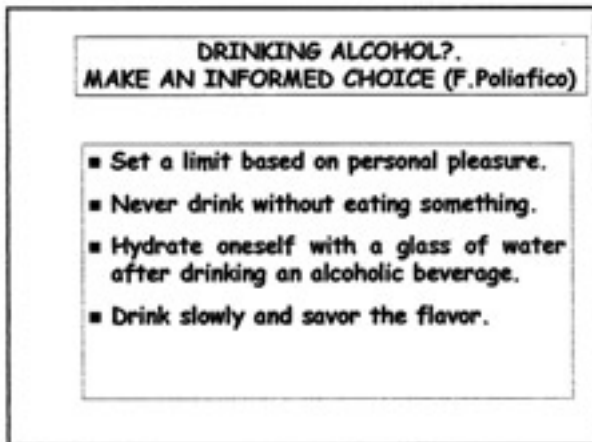 DRINKING ALCOHOL?.
MAKE AN INFORMED CHOICE (F.Poliafico)
▪ Set a limit based on personal pleasure.
▪ Never drink without eating something.
▪ Hydrate oneself with a glass of water
after drinking an alcoholic beverage.
▪ Drink slowly and savor the flavor.